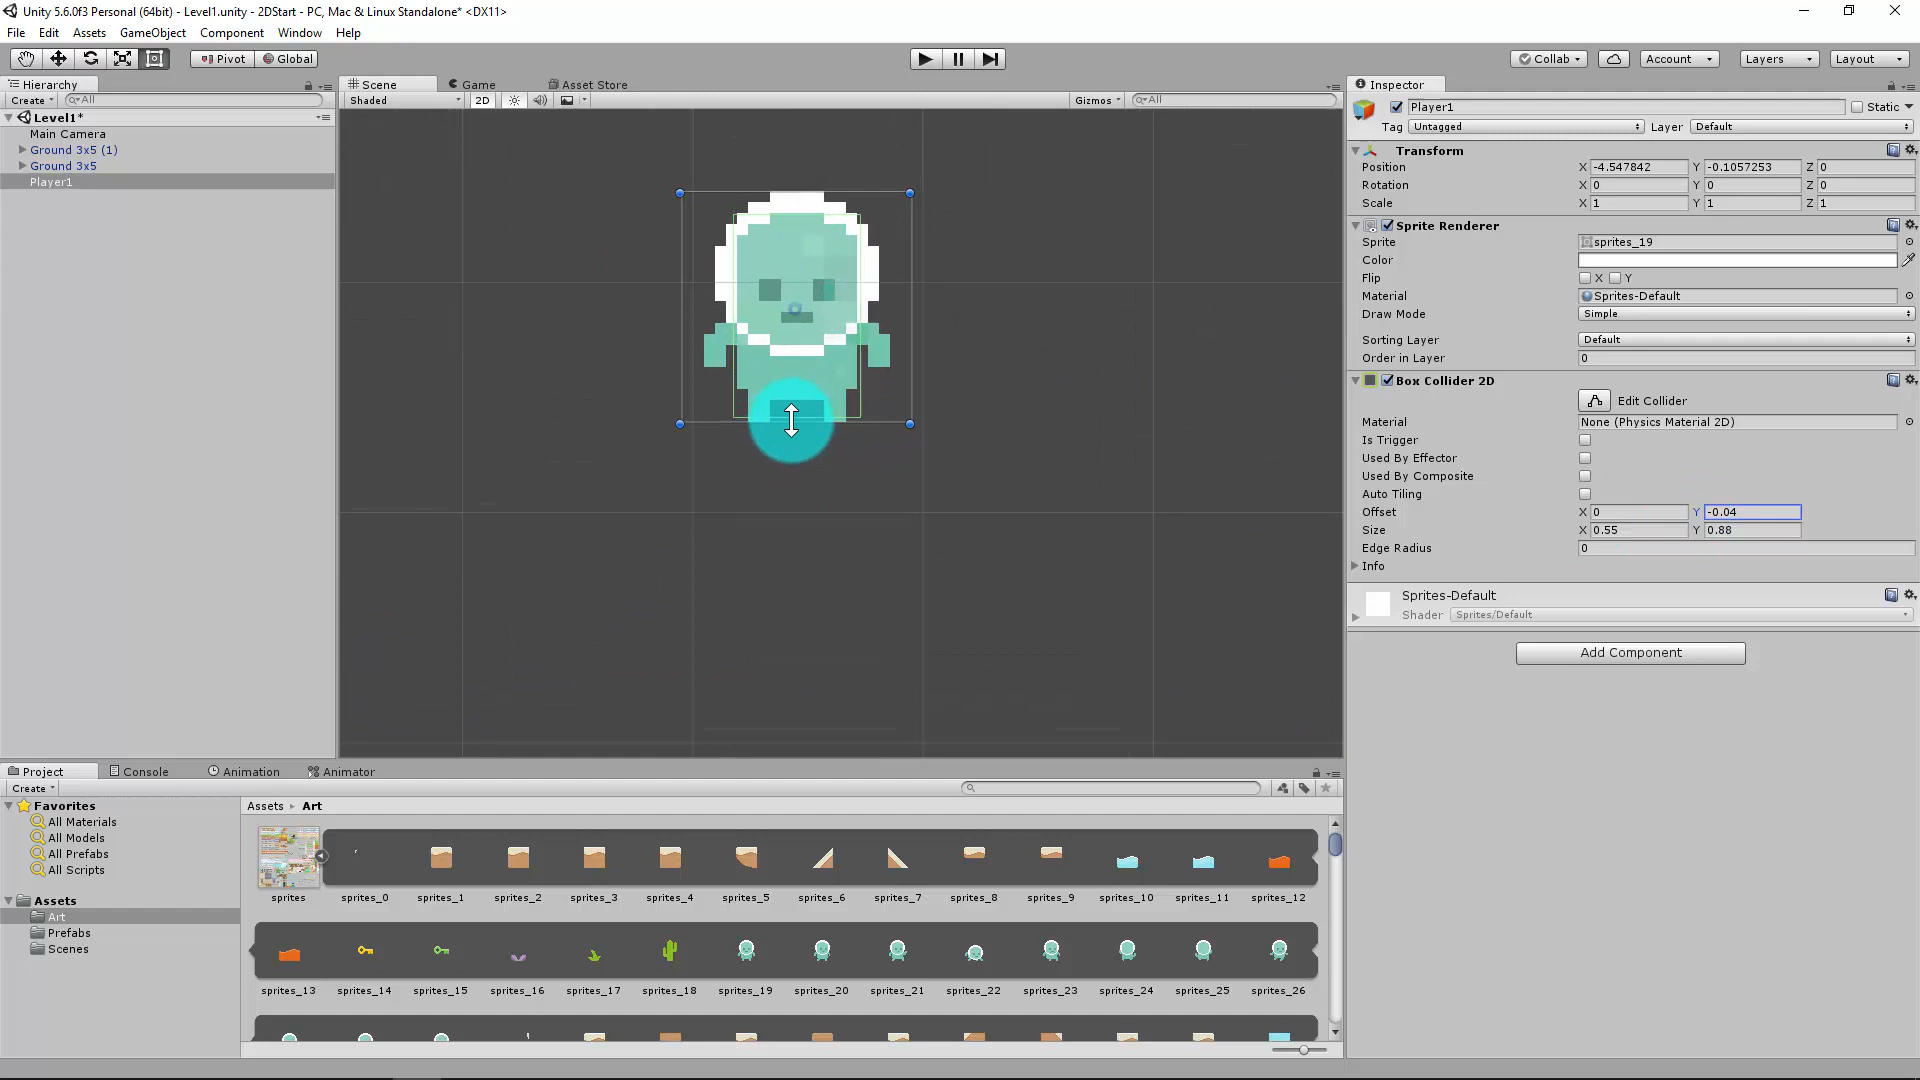 Unity 5.6.0f3 Personal (64bit) - Level1.unity - 2DStart - PC, Mac & Linux Standalone* <DX11>
File Edit Assets GameObject Component Window Help
Pivot Global Collab Account Layers Layout
Hierarchy
Create All
Level1*
Main Camera
Ground 3x5 (1)
Ground 3x5
Player1
Scene Game Asset Store
Shaded 2D Gizmos All
Inspector
Player1 Static
Tag Untagged Layer Default
Transform
Position X -4.547842 Y -0.1057253 Z 0
Rotation X 0 Y 0 Z 0
Scale X 1 Y 1 Z 1
Sprite Renderer
Sprite sprites_19
Color
Flip X Y
Material Sprites-Default
Draw Mode Simple
Sorting Layer Default
Order in Layer 0
Box Collider 2D
Edit Collider
Material None (Physics Material 2D)
Is Trigger
Used By Effector
Used By Composite
Auto Tiling
Offset X 0 Y -0.04
Size X 0.55 Y 0.88
Edge Radius 0
Info
Sprites-Default
Shader Sprites/Default
Add Component
Project Console Animation Animator
Create
Favorites
All Materials
All Models
All Prefabs
All Scripts
Assets
Art
Prefabs
Scenes
Assets Art
sprites sprites_0 sprites_1 sprites_2 sprites_3 sprites_4 sprites_5 sprites_6 sprites_7 sprites_8 sprites_9 sprites_10 sprites_11 sprites_12
sprites_13 sprites_14 sprites_15 sprites_16 sprites_17 sprites_18 sprites_19 sprites_20 sprites_21 sprites_22 sprites_23 sprites_24 sprites_25 sprites_26